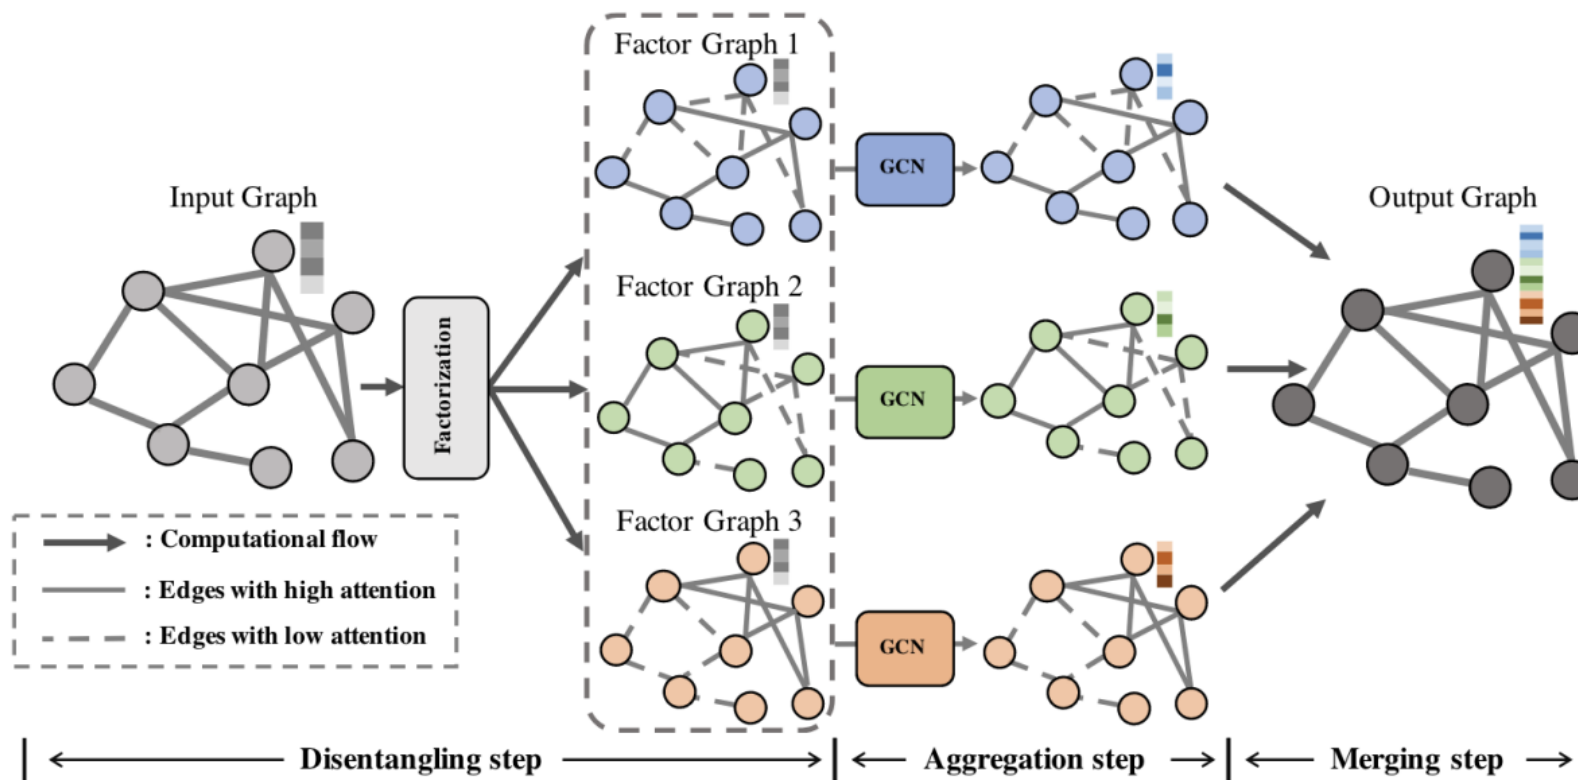 Factor Graph 1
Input Graph
GCN
Output Graph
Factorization
Factor Graph 2
GCN
Factor Graph 3
GCN
: Computational flow
: Edges with high attention
: Edges with low attention
Disentangling step
Aggregation step
Merging step